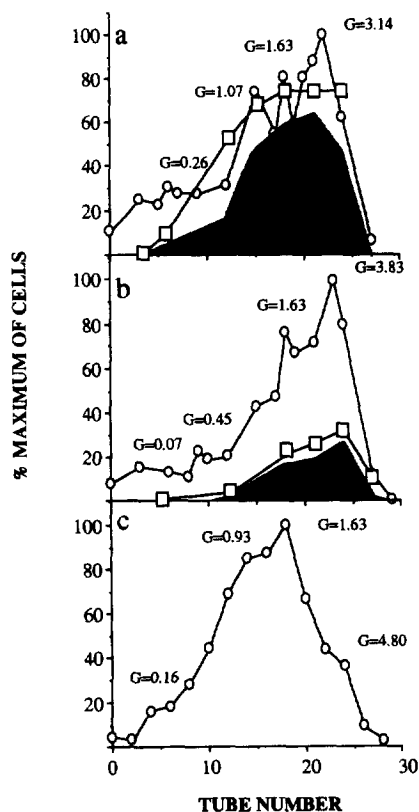 a
G=3.14
G=1.63
100
80
G=1.07
60
G=0.26
40
20
b
G=3.83
100
G=1.63
80
60
G=0.45
40
G=0.07
20
% MAXIMUM OF CELLS
c
G=1.63
100
G=0.93
80
60
G=4.80
40
G=0.16
20
0 10 20 30
TUBE NUMBER